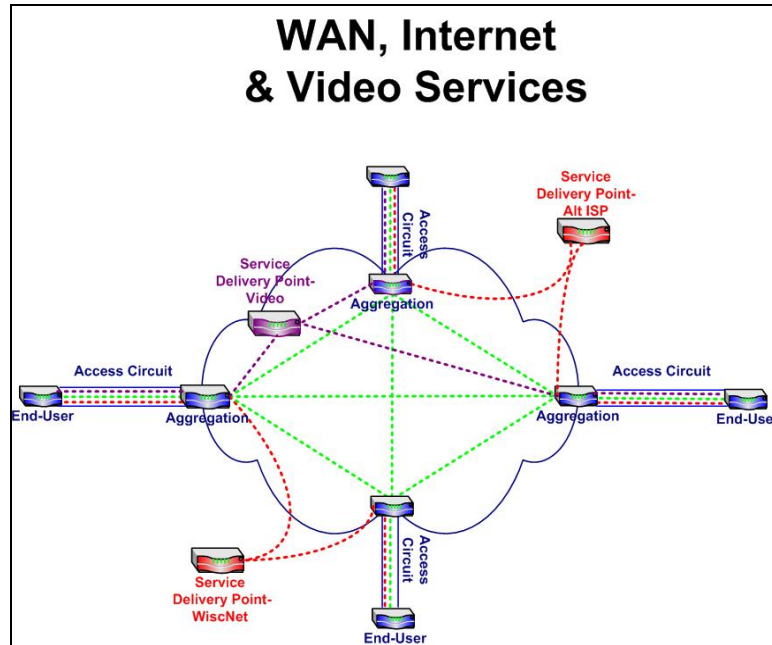 WAN, Internet
& Video Services
Service
Delivery Point-
Alt ISP
Access
Circuit
Service
Delivery Point-
Video
Aggregation
Access Circuit
End-User
Aggregation
Access Circuit
Aggregation
End-User
Service
Delivery Point-
WiscNet
Access
Circuit
End-User